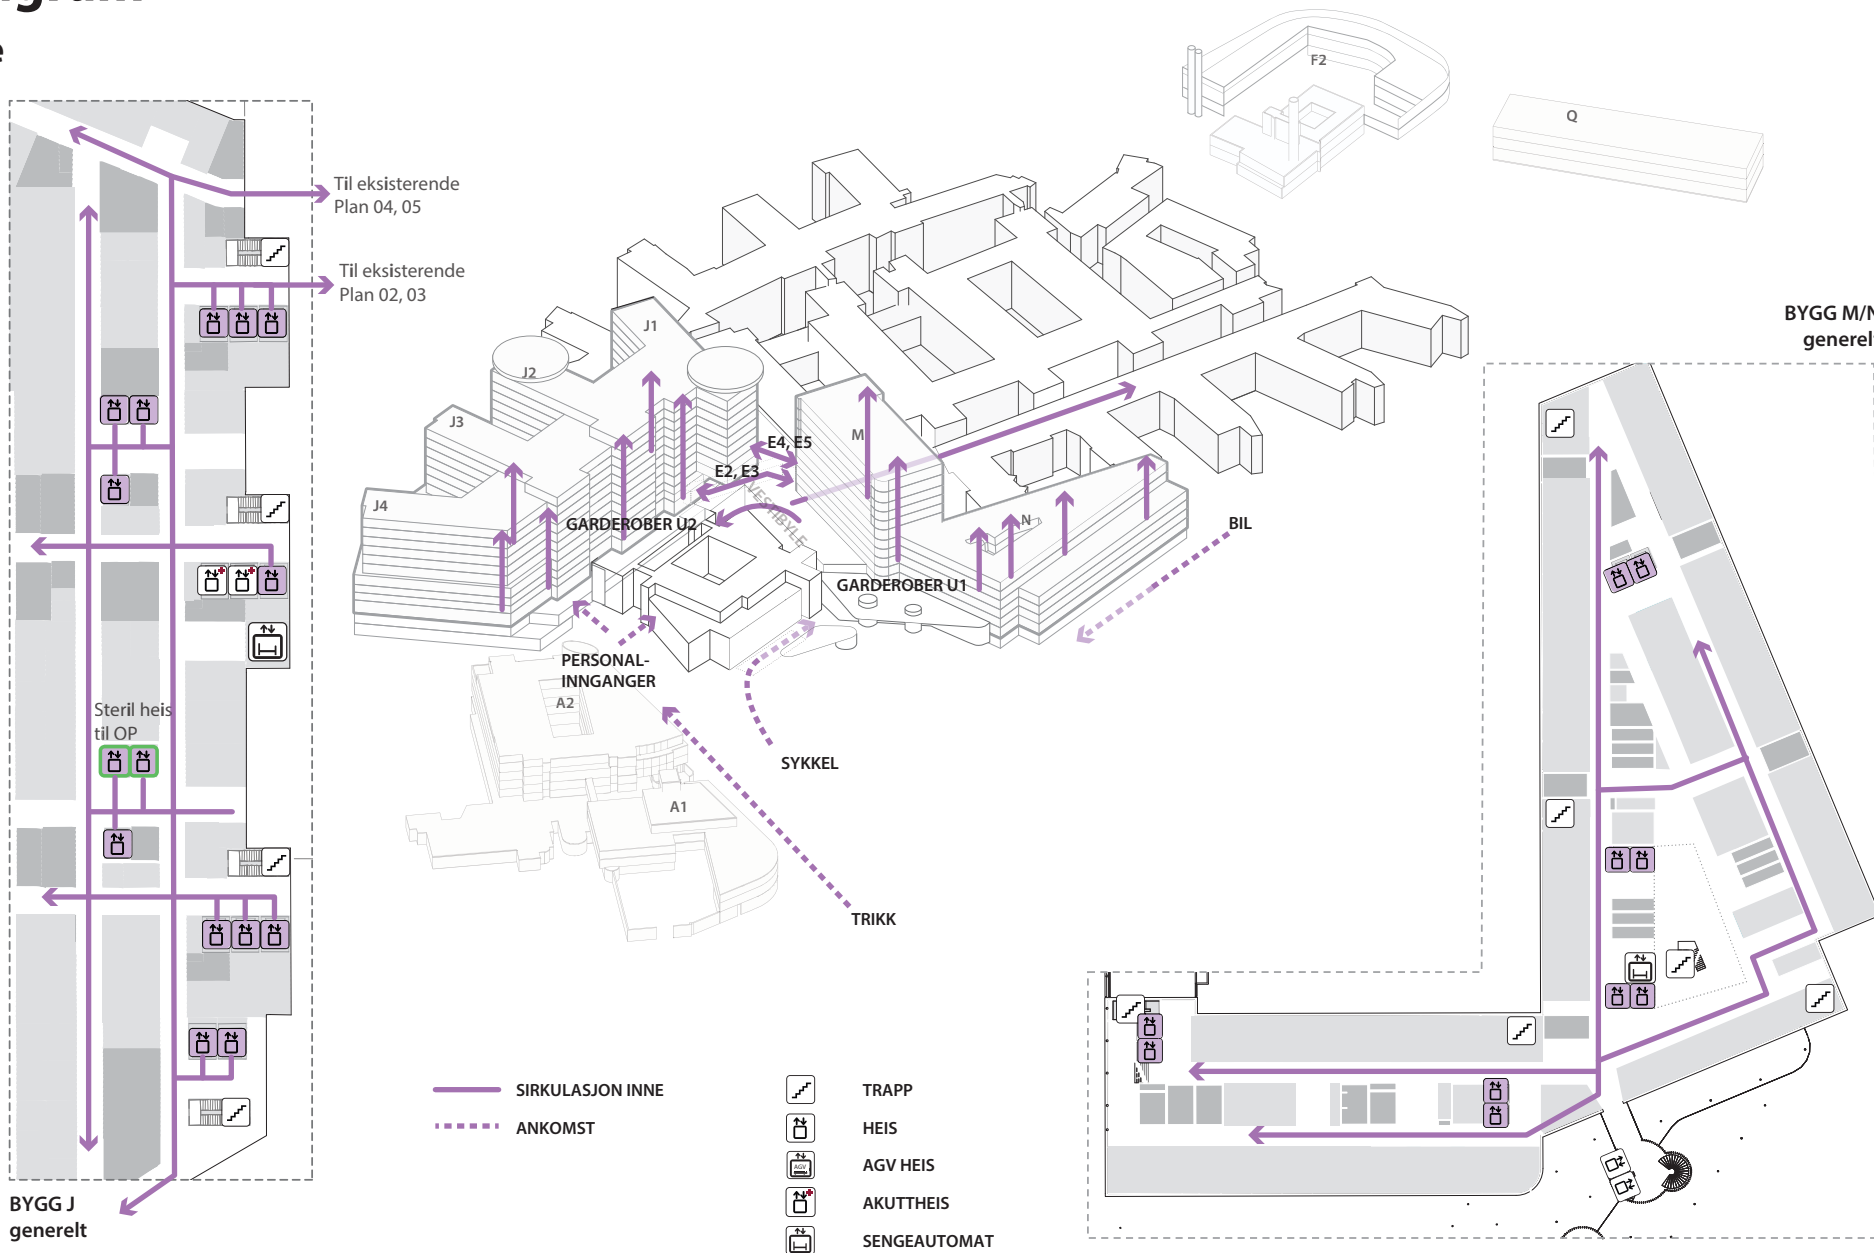 Til eksisterende
Plan 04, 05
Til eksisterende
Plan 02, 03
Steril heis
til OP
BYGG J
generelt
F2
Q
J1
J2
J3
J4
M
N
E4, E5
E2, E3
VESTIBYLE
GARDEROBER U2
GARDEROBER U1
BIL
PERSONAL-
INNGANGER
A2
A1
SYKKEL
TRIKK
BYGG M/N
generelt
SIRKULASJON INNE
ANKOMST
TRAPP
HEIS
AGV
AGV HEIS
AKUTTHEIS
SENGEAUTOMAT